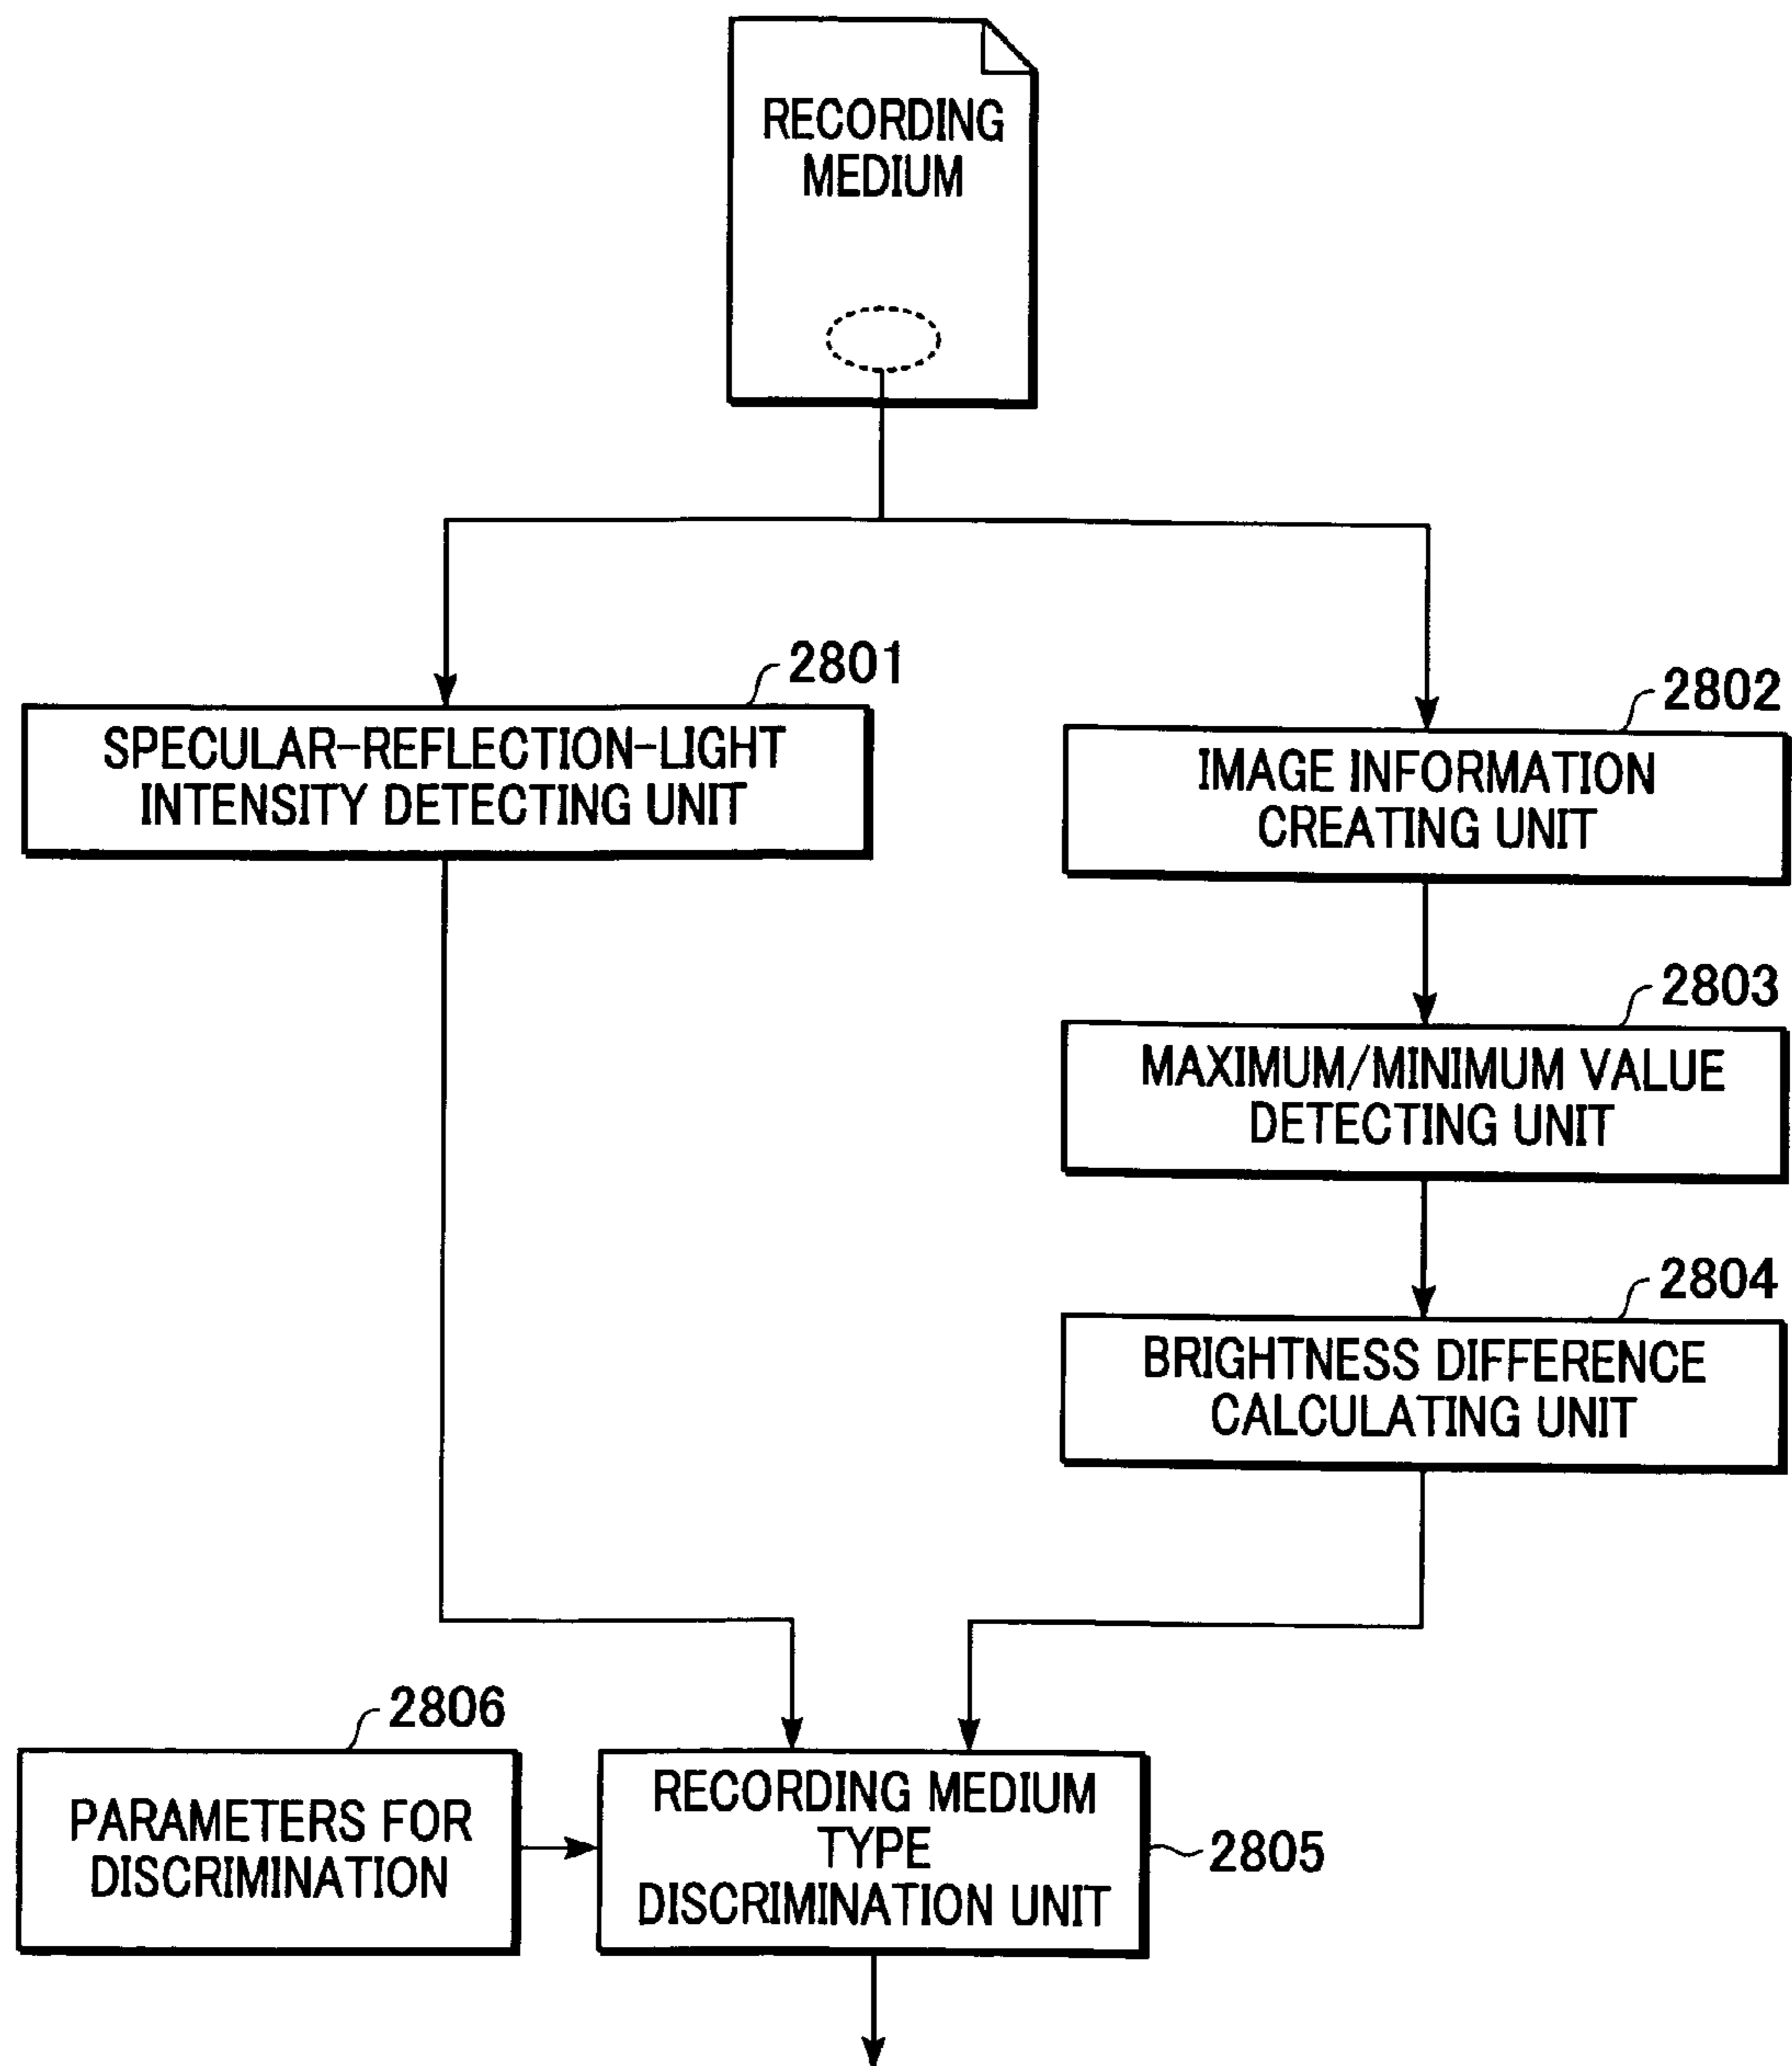 RECORDING
MEDIUM
2801
SPECULAR-REFLECTION-LIGHT
INTENSITY DETECTING UNIT
2802
IMAGE INFORMATION
CREATING UNIT
2803
MAXIMUM/MINIMUM VALUE
DETECTING UNIT
2804
BRIGHTNESS DIFFERENCE
CALCULATING UNIT
2806
PARAMETERS FOR
DISCRIMINATION
RECORDING MEDIUM
TYPE
DISCRIMINATION UNIT
2805